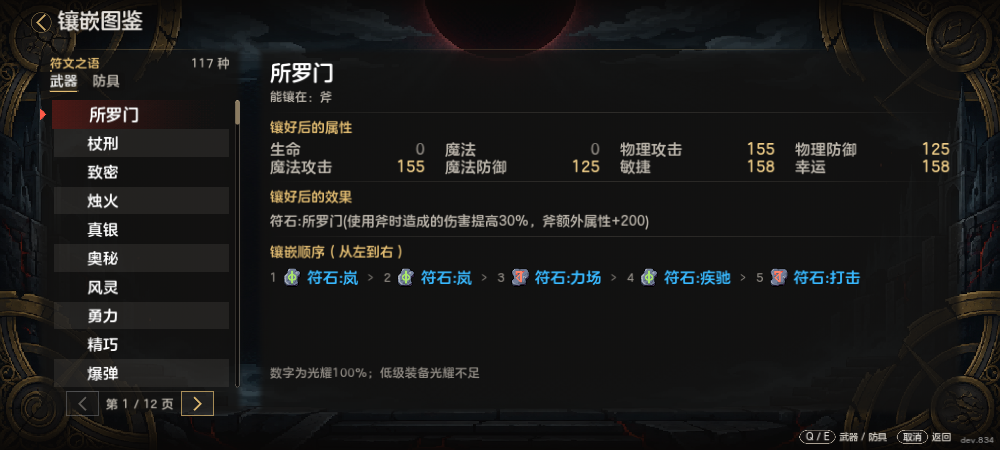 镶嵌图鉴
符文之语 117 种
武器 防具
所罗门
杖刑
致密
烛火
真银
奥秘
风灵
勇力
精巧
爆弹
第 1 / 12 页
所罗门
能镶在：斧
镶好后的属性
生命 0 魔法 0 物理攻击 155 物理防御 125
魔法攻击 155 魔法防御 125 敏捷 158 幸运 158
镶好后的效果
符石:所罗门(使用斧时造成的伤害提高30%，斧额外属性+200)
镶嵌顺序（从左到右）
1 符石:岚 > 2 符石:岚 > 3 符石:力场 > 4 符石:疾驰 > 5 符石:打击
数字为光耀100%；低级装备光耀不足
Q / E 武器 / 防具 取消 返回 dev.834